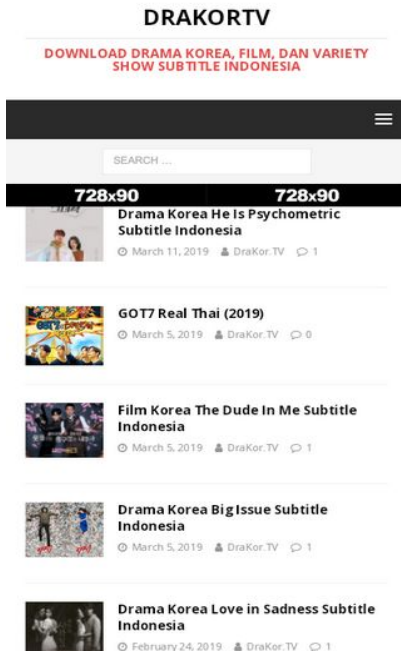 DRAKORTV
DOWNLOAD DRAMA KOREA, FILM, DAN VARIETY
SHOW SUBTITLE INDONESIA
SEARCH ...
728x90 728x90
Drama Korea He Is Psychometric
Subtitle Indonesia
March 11, 2019 DraKor.TV 1
GOT7 Real Thai (2019)
March 5, 2019 DraKor.TV 0
Film Korea The Dude In Me Subtitle
Indonesia
March 5, 2019 DraKor.TV 1
Drama Korea Big Issue Subtitle
Indonesia
March 5, 2019 DraKor.TV 1
Drama Korea Love in Sadness Subtitle
Indonesia
February 24, 2019 DraKor.TV 1